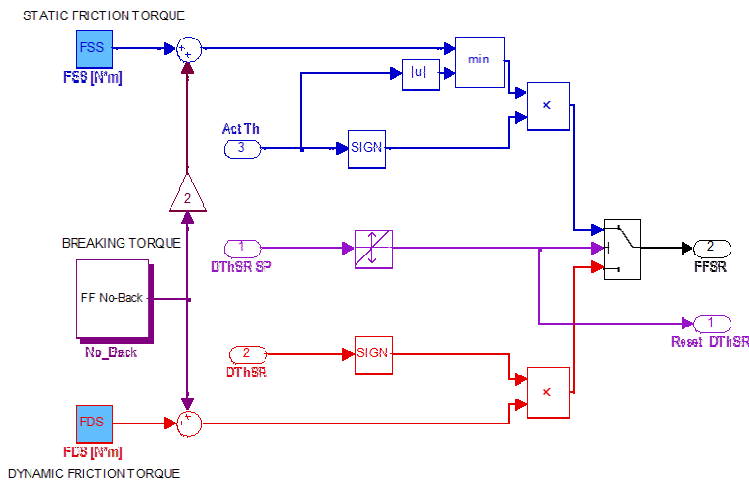 STATIC FRICTION TORQUE
FSS
FSS [N*m]
+
+
|u|
min
×
Act Th
3
SIGN
2
BREAKING TORQUE
1
DThSR SP
2
FFSR
FF No-Back
No_Back
1
Reset DThSR
2
DThSR
SIGN
×
FDS
FDS [N*m]
DYNAMIC FRICTION TORQUE